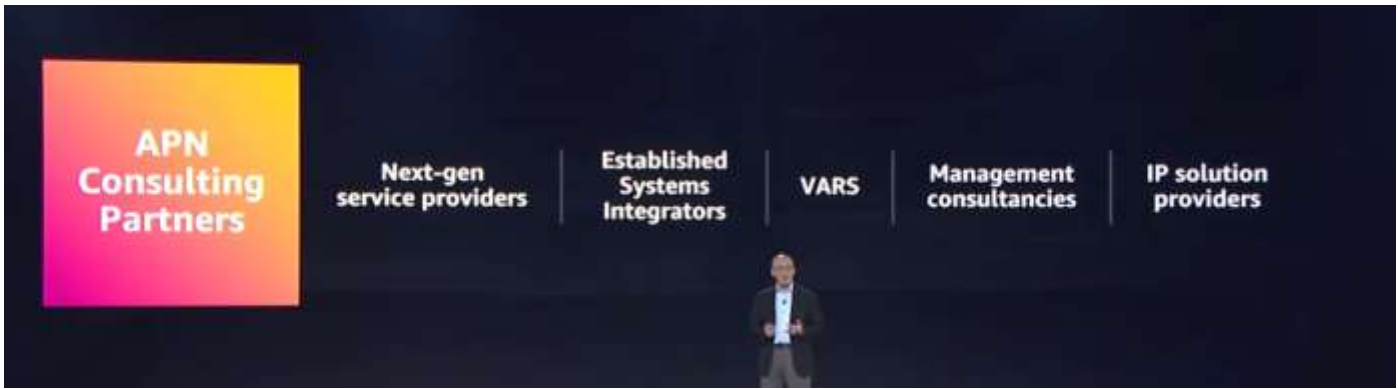 APN
Consulting
Partners
Next-gen
service providers
Established
Systems
Integrators
VARS
Management
consultancies
IP solution
providers